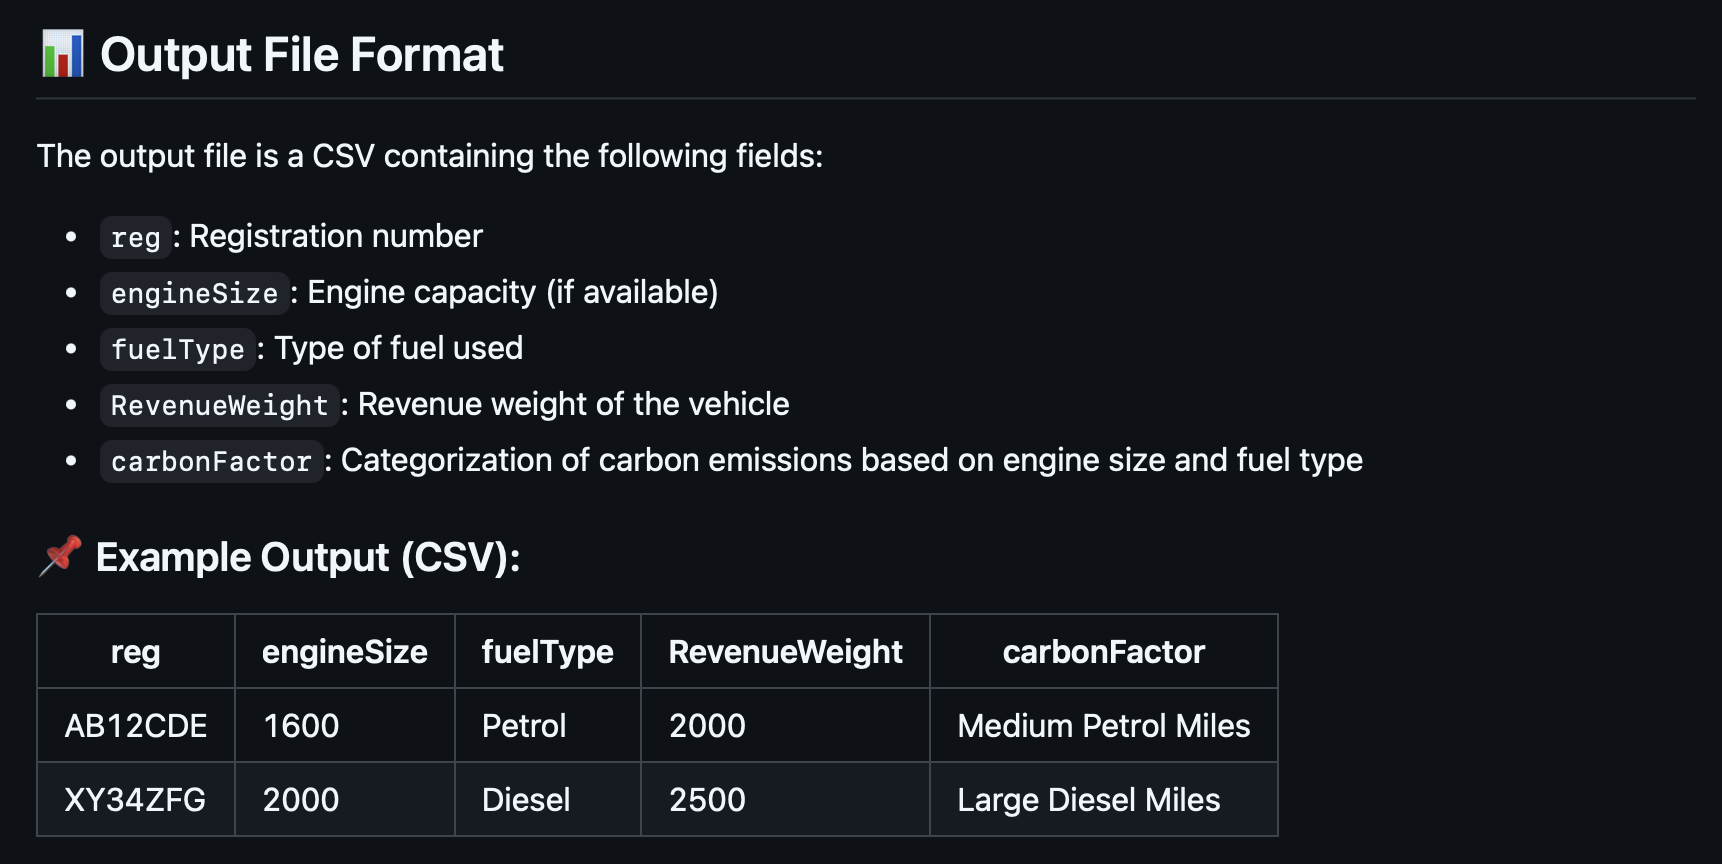 Output File Format
The output file is a CSV containing the following fields:
reg: Registration number
engineSize: Engine capacity (if available)
fuelType: Type of fuel used
RevenueWeight: Revenue weight of the vehicle
carbonFactor: Categorization of carbon emissions based on engine size and fuel type
Example Output (CSV):
reg engineSize fuelType RevenueWeight carbonFactor
AB12CDE 1600 Petrol 2000 Medium Petrol Miles
XY34ZFG 2000 Diesel 2500 Large Diesel Miles